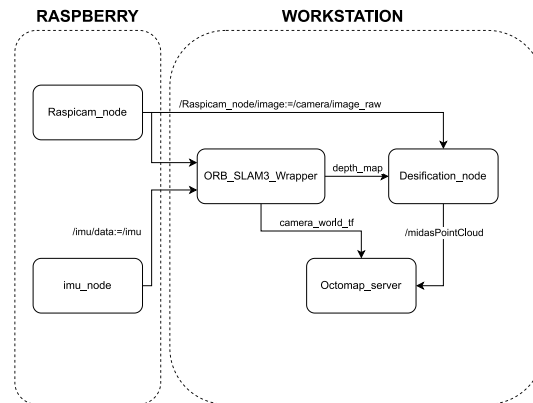 RASPBERRY
WORKSTATION
Raspicam_node
/Raspicam_node/image:=/camera/image_raw
ORB_SLAM3_Wrapper
depth_map
Desification_node
/imu/data:=/imu
camera_world_tf
/midasPointCloud
imu_node
Octomap_server